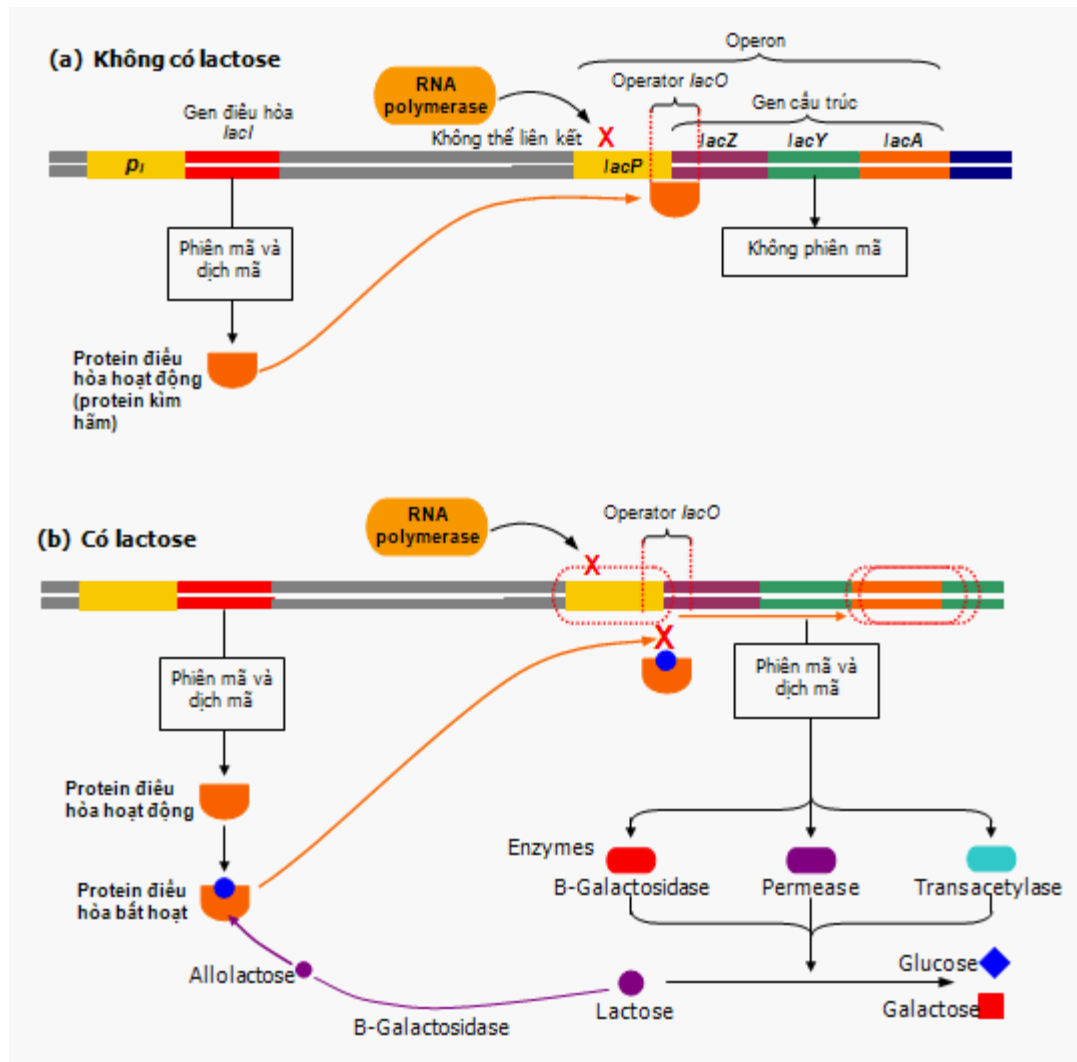 (a) Không có lactose
Operon
RNA
polymerase
Operator lacO
Gen điều hòa
lacI
Gen cấu trúc
Không thể liên kết
X
lacZ
lacY
lacA
pI
lacP
Phiên mã và
dịch mã
Không phiên mã
Protein điều
hòa hoạt động
(protein kìm
hãm)
(b) Có lactose
RNA
polymerase
Operator lacO
X
X
Phiên mã và
dịch mã
Phiên mã và
dịch mã
Protein điều
hòa hoạt động
Enzymes
B-Galactosidase
Permease
Transacetylase
Protein điều
hòa bất hoạt
Allolactose
B-Galactosidase
Lactose
Glucose
Galactose